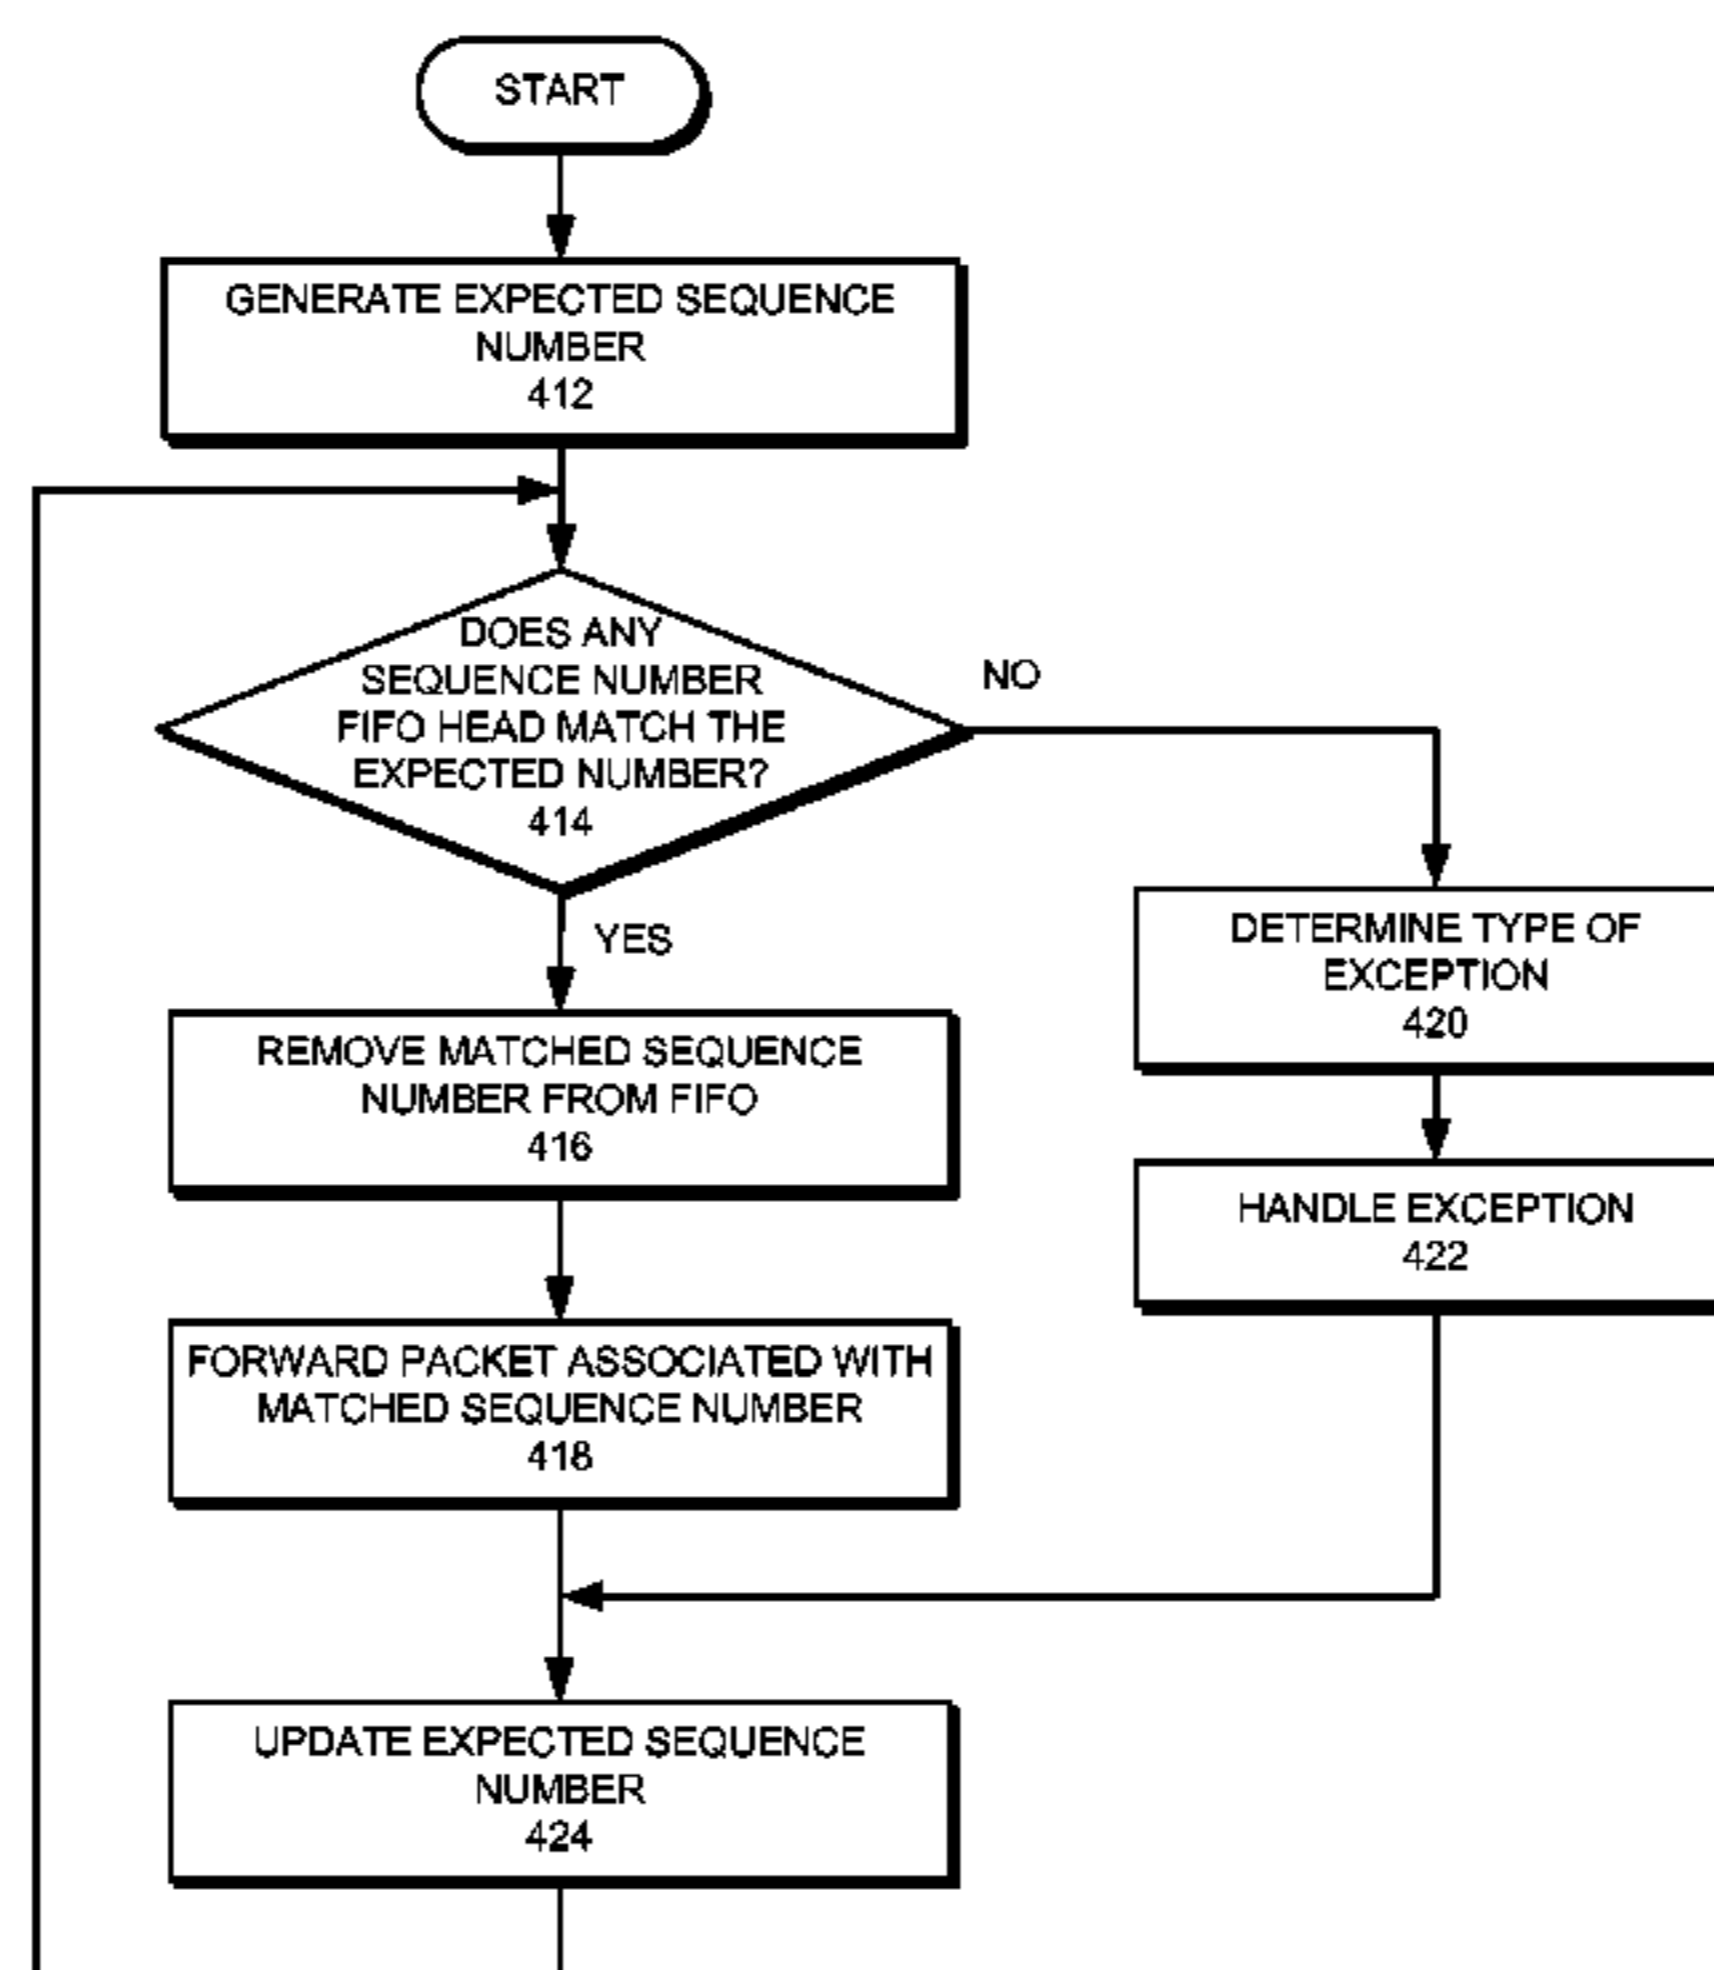 START
GENERATE EXPECTED SEQUENCE
NUMBER
412
DOES ANY
SEQUENCE NUMBER
FIFO HEAD MATCH THE
EXPECTED NUMBER?
414
NO
YES
DETERMINE TYPE OF
EXCEPTION
420
REMOVE MATCHED SEQUENCE
NUMBER FROM FIFO
416
HANDLE EXCEPTION
422
FORWARD PACKET ASSOCIATED WITH
MATCHED SEQUENCE NUMBER
418
UPDATE EXPECTED SEQUENCE
NUMBER
424